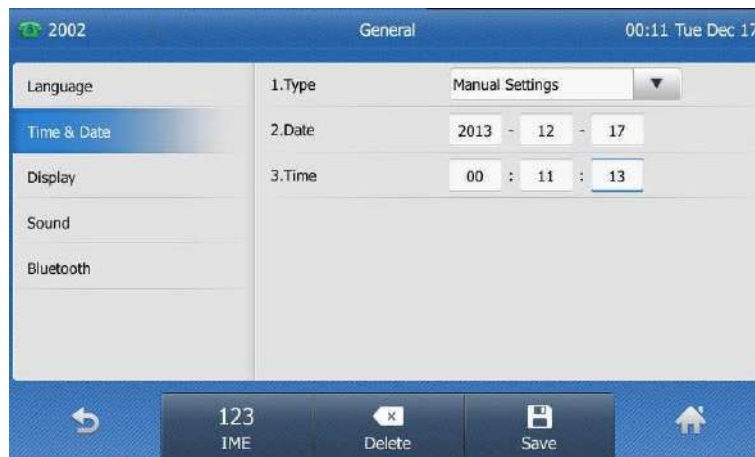 2002 General 00:11 Tue Dec 17
Language
Time & Date
Display
Sound
Bluetooth
1.Type Manual Settings
2.Date 2013 - 12 - 17
3.Time 00 : 11 : 13
123
IME
Delete
Save